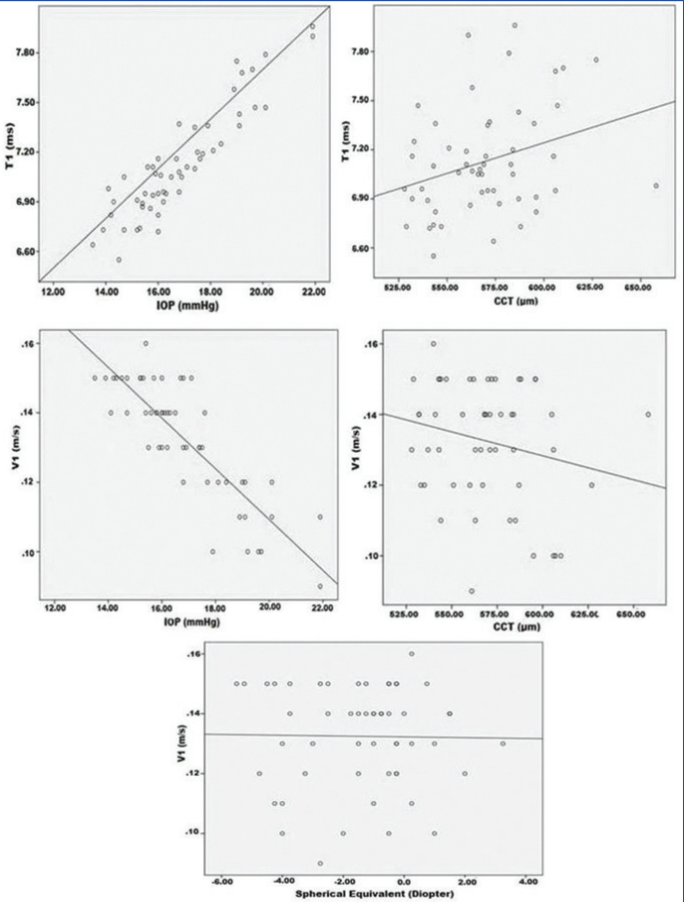 7.80
7.50
7.20
6.90
6.60
T1 (ms)
12.00 14.00 16.00 18.00 20.00 22.00
IOP (mmHg)
7.80
7.50
7.20
6.90
6.60
T1 (ms)
525.00 550.00 575.00 600.00 625.00 650.00
CCT (µm)
.16
.14
.12
.10
V1 (m/s)
12.00 14.00 16.00 18.00 20.00 22.00
IOP (mmHg)
.16
.14
.12
.10
V1 (m/s)
525.00 550.00 575.00 600.00 625.00 650.00
CCT (µm)
.16
.14
.12
.10
V1 (m/s)
-6.00 -4.00 -2.00 0.0 2.00 4.00
Spherical Equivalent (Diopter)